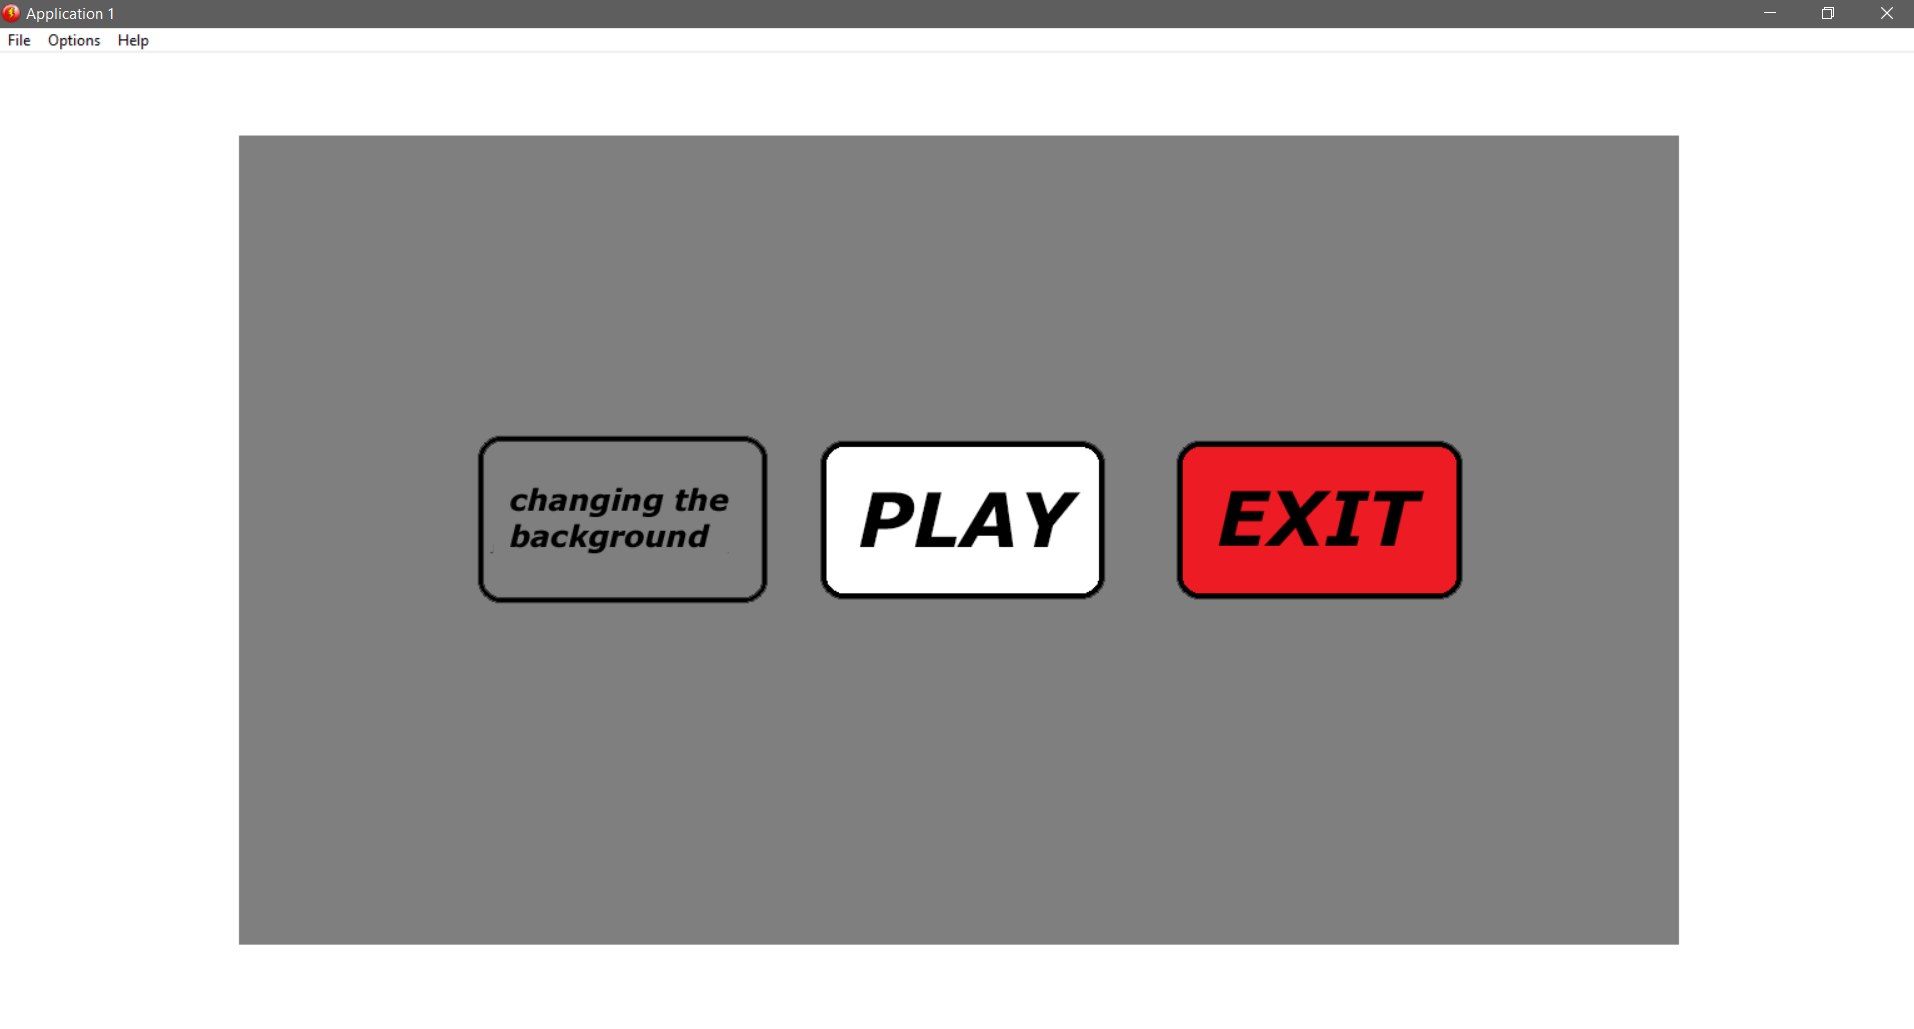 Application 1
File Options Help
changing the
background
PLAY
EXIT